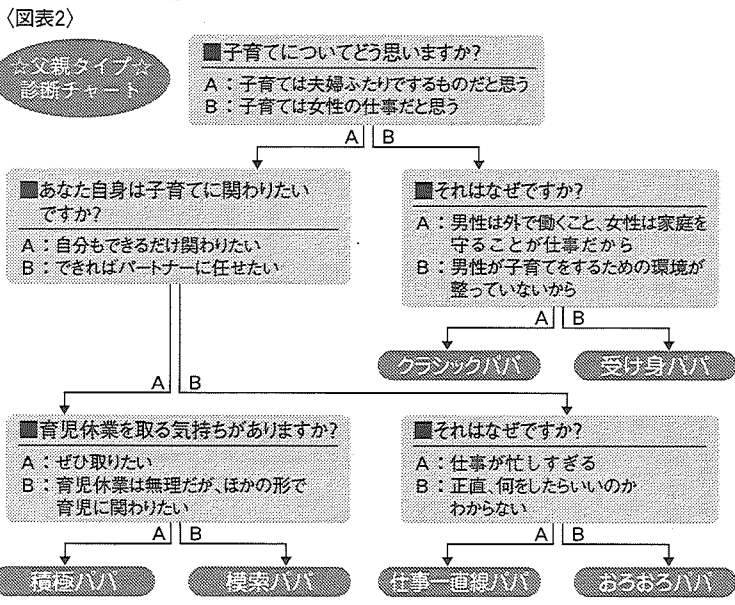 〈図表2〉
☆父親タイプ☆
診断チャート
■子育てについてどう思いますか?
A：子育ては夫婦ふたりでするものだと思う
B：子育ては女性の仕事だと思う
A B
■あなた自身は子育てに関わりたい
ですか?
A：自分もできるだけ関わりたい
B：できればパートナーに任せたい
■それはなぜですか?
A：男性は外で働くこと、女性は家庭を
守ることが仕事だから
B：男性が子育てをするための環境が
整っていないから
A B
クラシックパパ
受け身パパ
A B
■育児休業を取る気持ちがありますか?
A：ぜひ取りたい
B：育児休業は無理だが、ほかの形で
育児に関わりたい
■それはなぜですか?
A：仕事が忙しすぎる
B：正直、何をしたらいいのか
わからない
A B
A B
積極パパ
模索パパ
仕事一直線パパ
おろおろパパ